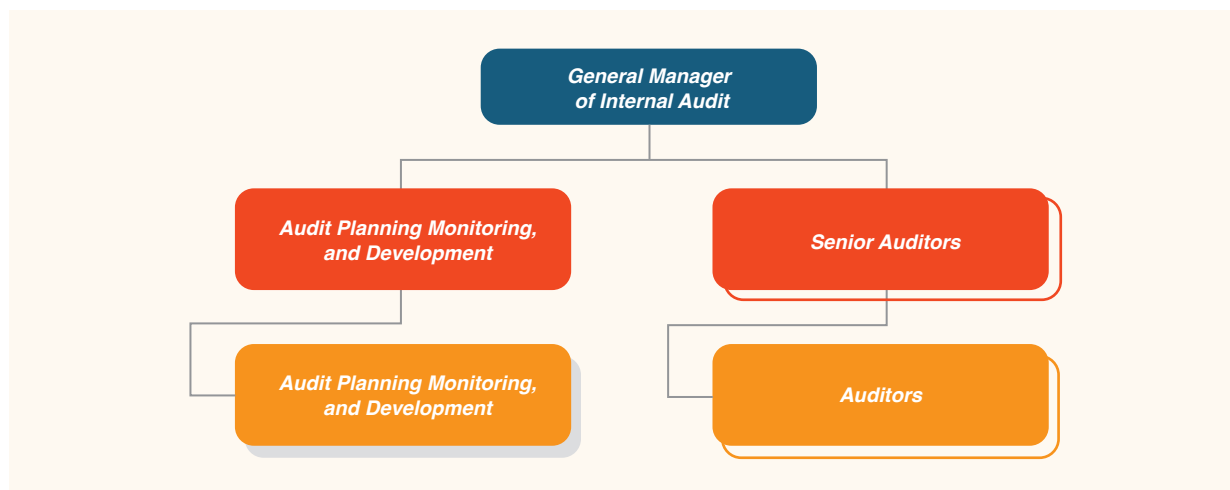 General Manager
of Internal Audit
Audit Planning Monitoring,
and Development
Senior Auditors
Audit Planning Monitoring,
and Development
Auditors